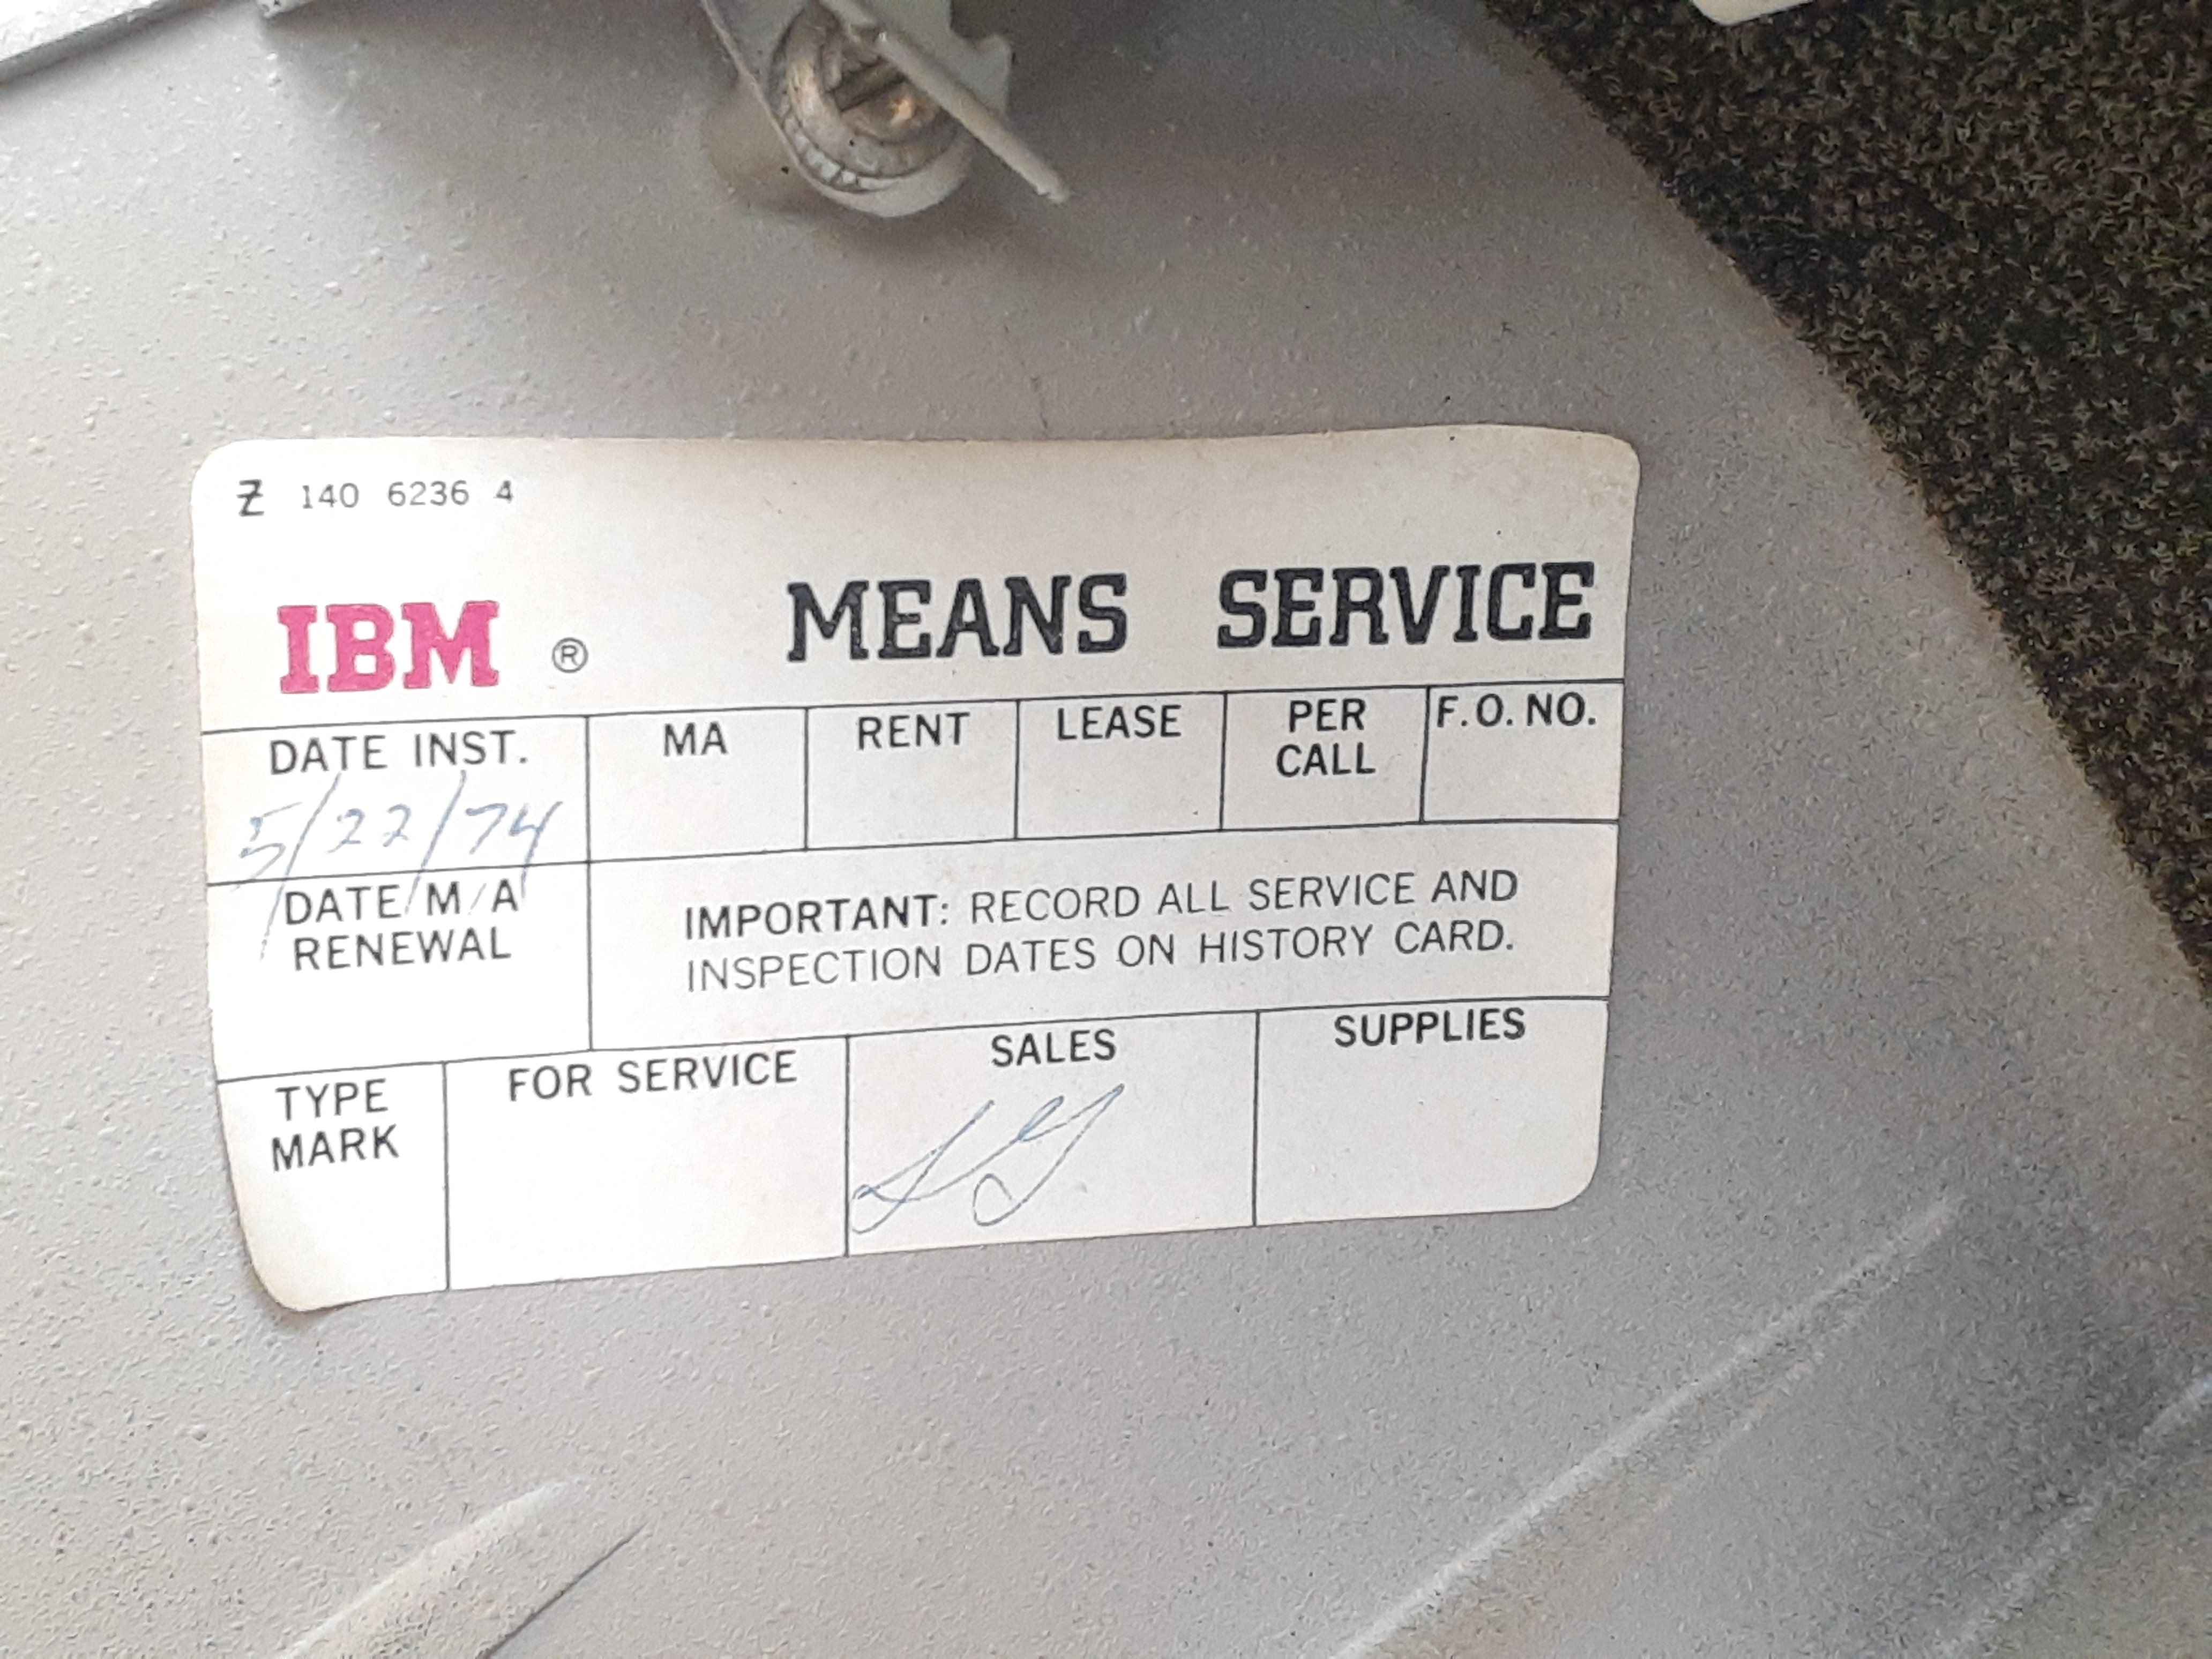 Z 140 6236 4
IBM ® MEANS SERVICE
DATE INST. MA RENT LEASE PER CALL F.O. NO.
5/22/74
DATE M/A RENEWAL
IMPORTANT: RECORD ALL SERVICE AND
INSPECTION DATES ON HISTORY CARD.
TYPE MARK FOR SERVICE SALES SUPPLIES